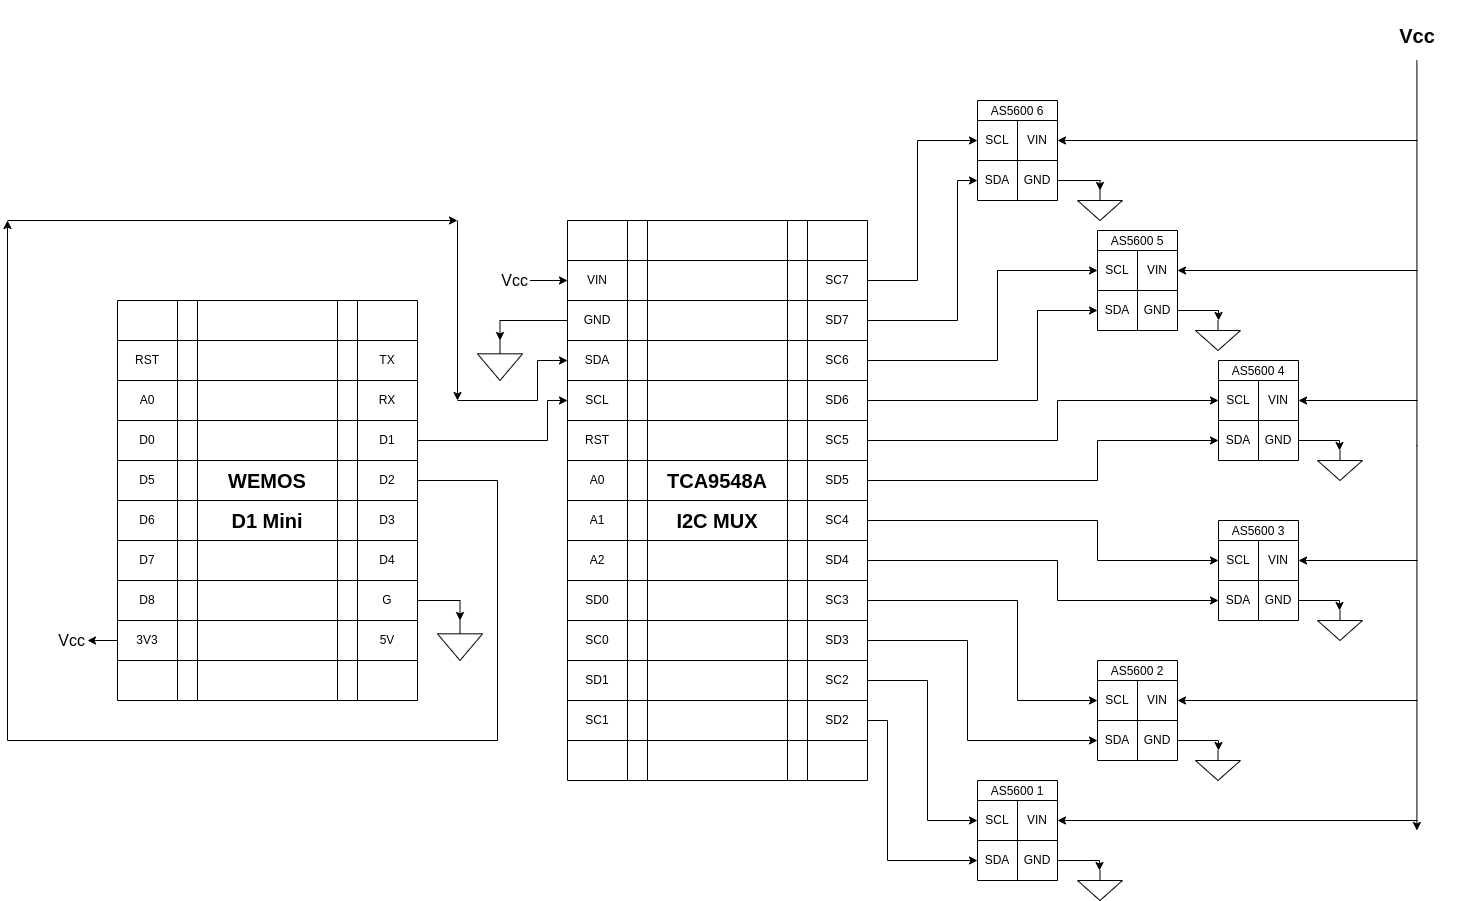 Vcc
AS5600 6
SCL VIN
SDA GND
AS5600 5
SCL VIN
SDA GND
AS5600 4
SCL VIN
SDA GND
AS5600 3
SCL VIN
SDA GND
AS5600 2
SCL VIN
SDA GND
AS5600 1
SCL VIN
SDA GND
RST TX
A0 RX
D0 D1
D5 WEMOS D2
D6 D1 Mini D3
D7 D4
D8 G
Vcc 3V3 5V
Vcc VIN SC7
GND SD7
SDA SC6
SCL SD6
RST SC5
A0 TCA9548A SD5
A1 I2C MUX SC4
A2 SD4
SD0 SC3
SC0 SD3
SD1 SC2
SC1 SD2